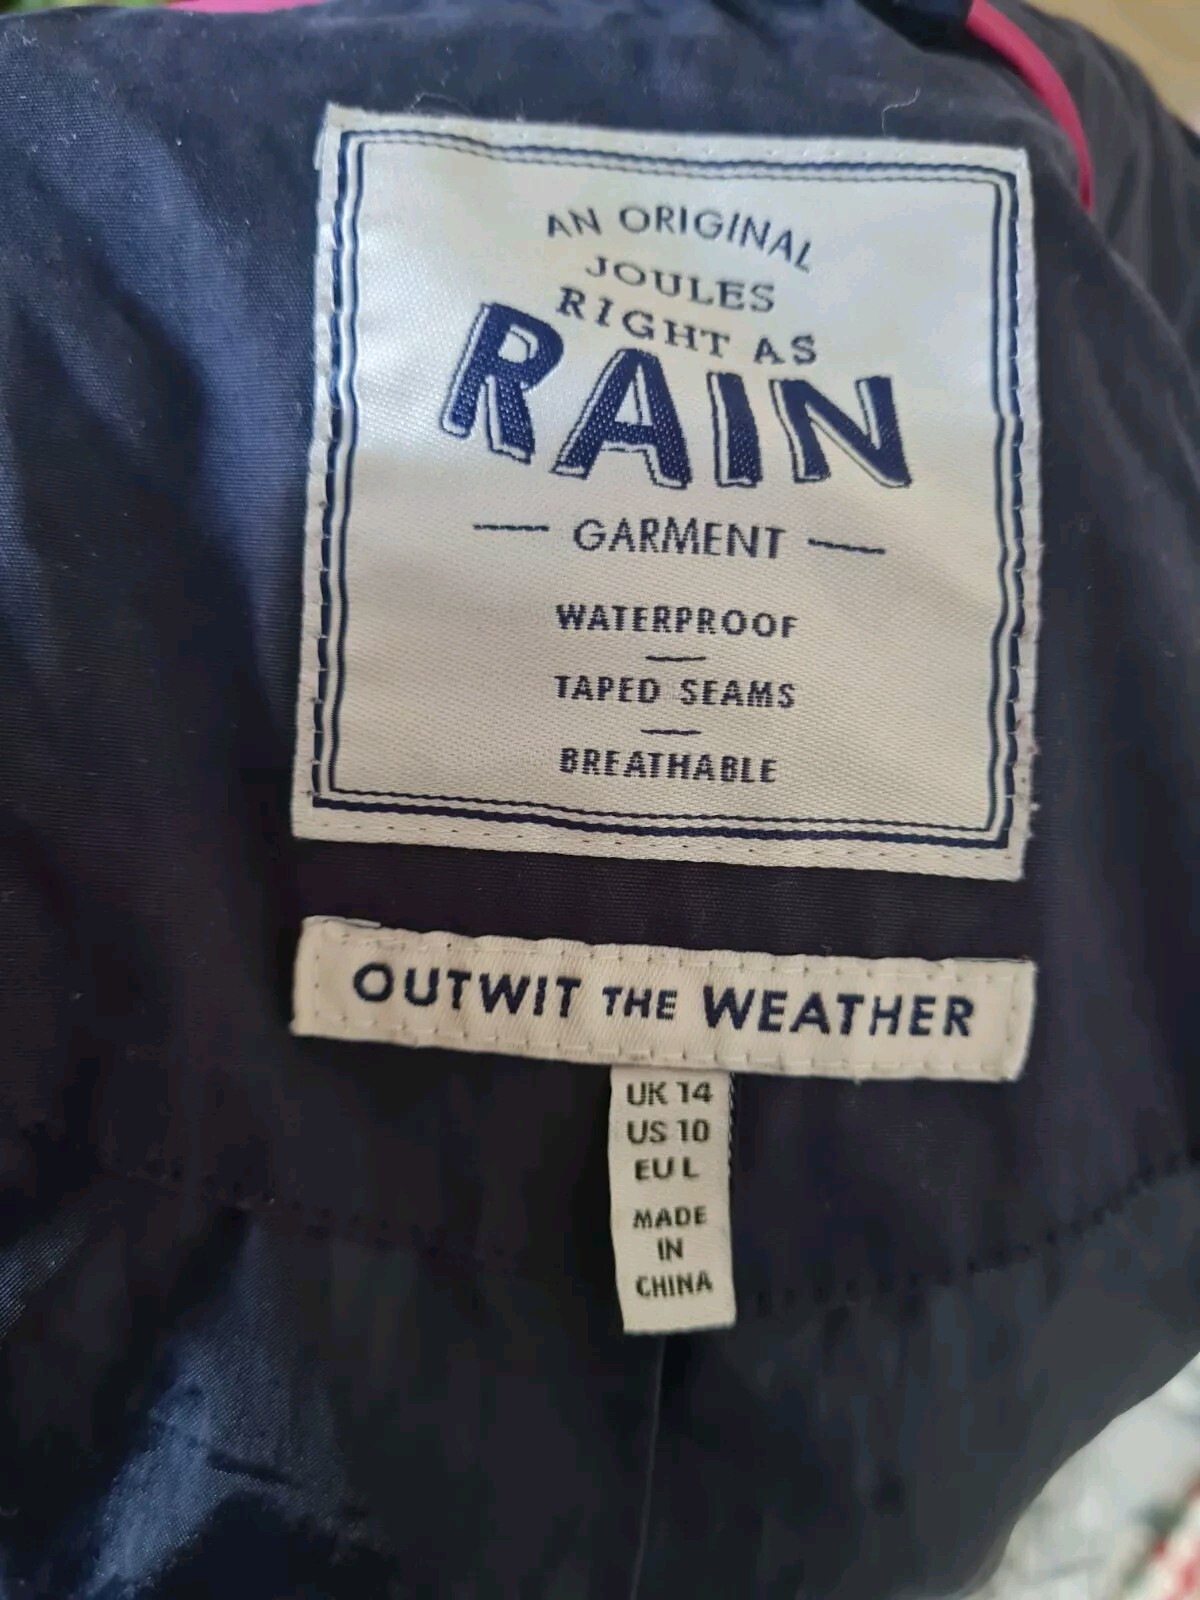 AN ORIGINAL
JOULES
RIGHT AS
RAIN
GARMENT
WATERPROOF
TAPED SEAMS
BREATHABLE
OUTWIT THE WEATHER
UK 14
US 10
EU L
MADE
IN
CHINA